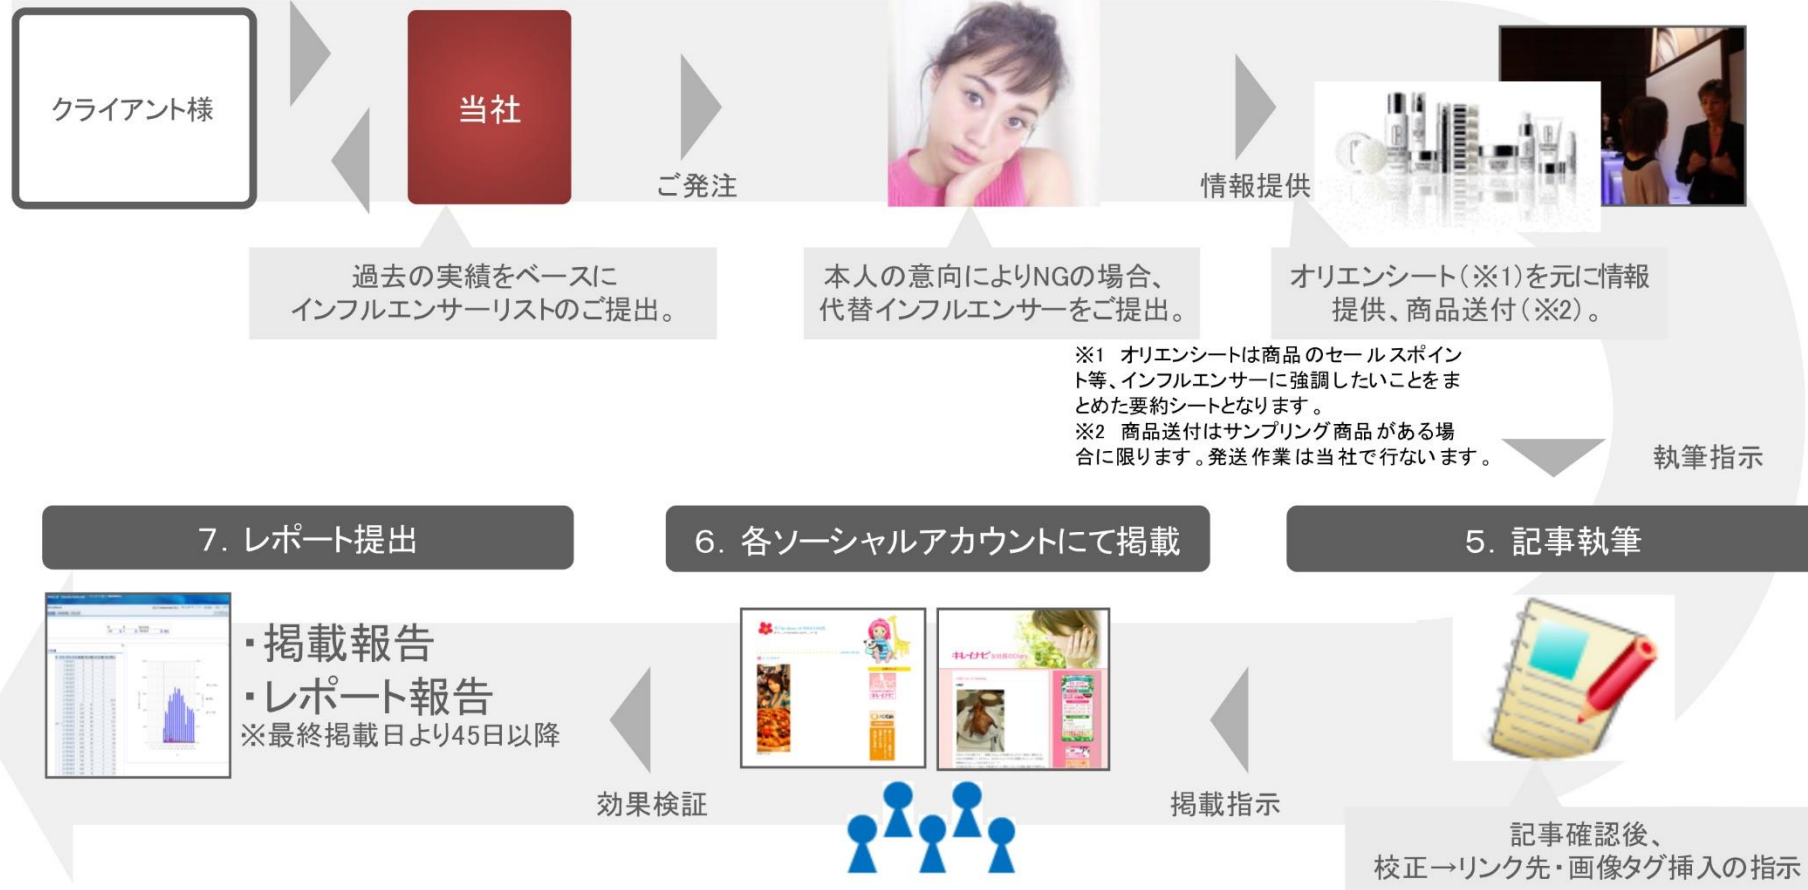 クライアント様
当社
ご発注
情報提供
過去の実績をベースに
インフルエンサーリストのご提出。
本人の意向によりNGの場合、
代替インフルエンサーをご提出。
オリエンシート(※1)を元に情報
提供、商品送付(※2)。
※1 オリエンシートは商品のセールスポイン
ト等、インフルエンサーに強調したいことをま
とめた要約シートとなります。
※2 商品送付はサンプリング商品がある場
合に限ります。発送作業は当社で行ないます。
執筆指示
7. レポート提出
6. 各ソーシャルアカウントにて掲載
5. 記事執筆
・掲載報告
・レポート報告
※最終掲載日より45日以降
キレイナビ
効果検証
掲載指示
記事確認後、
校正→リンク先・画像タグ挿入の指示